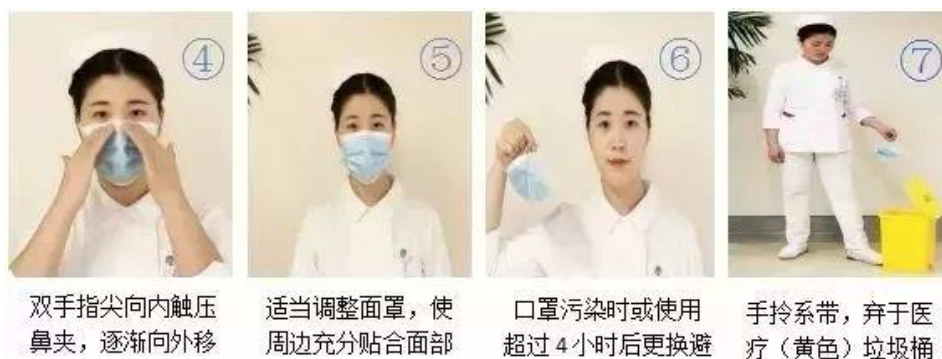 ④
⑤
⑥
⑦
双手指尖向内触压
鼻夹，逐渐向外移
适当调整面罩，使
周边充分贴合面部
口罩污染时或使用
超过4小时后更换避
手拎系带，弃于医
疗（黄色）垃圾桶